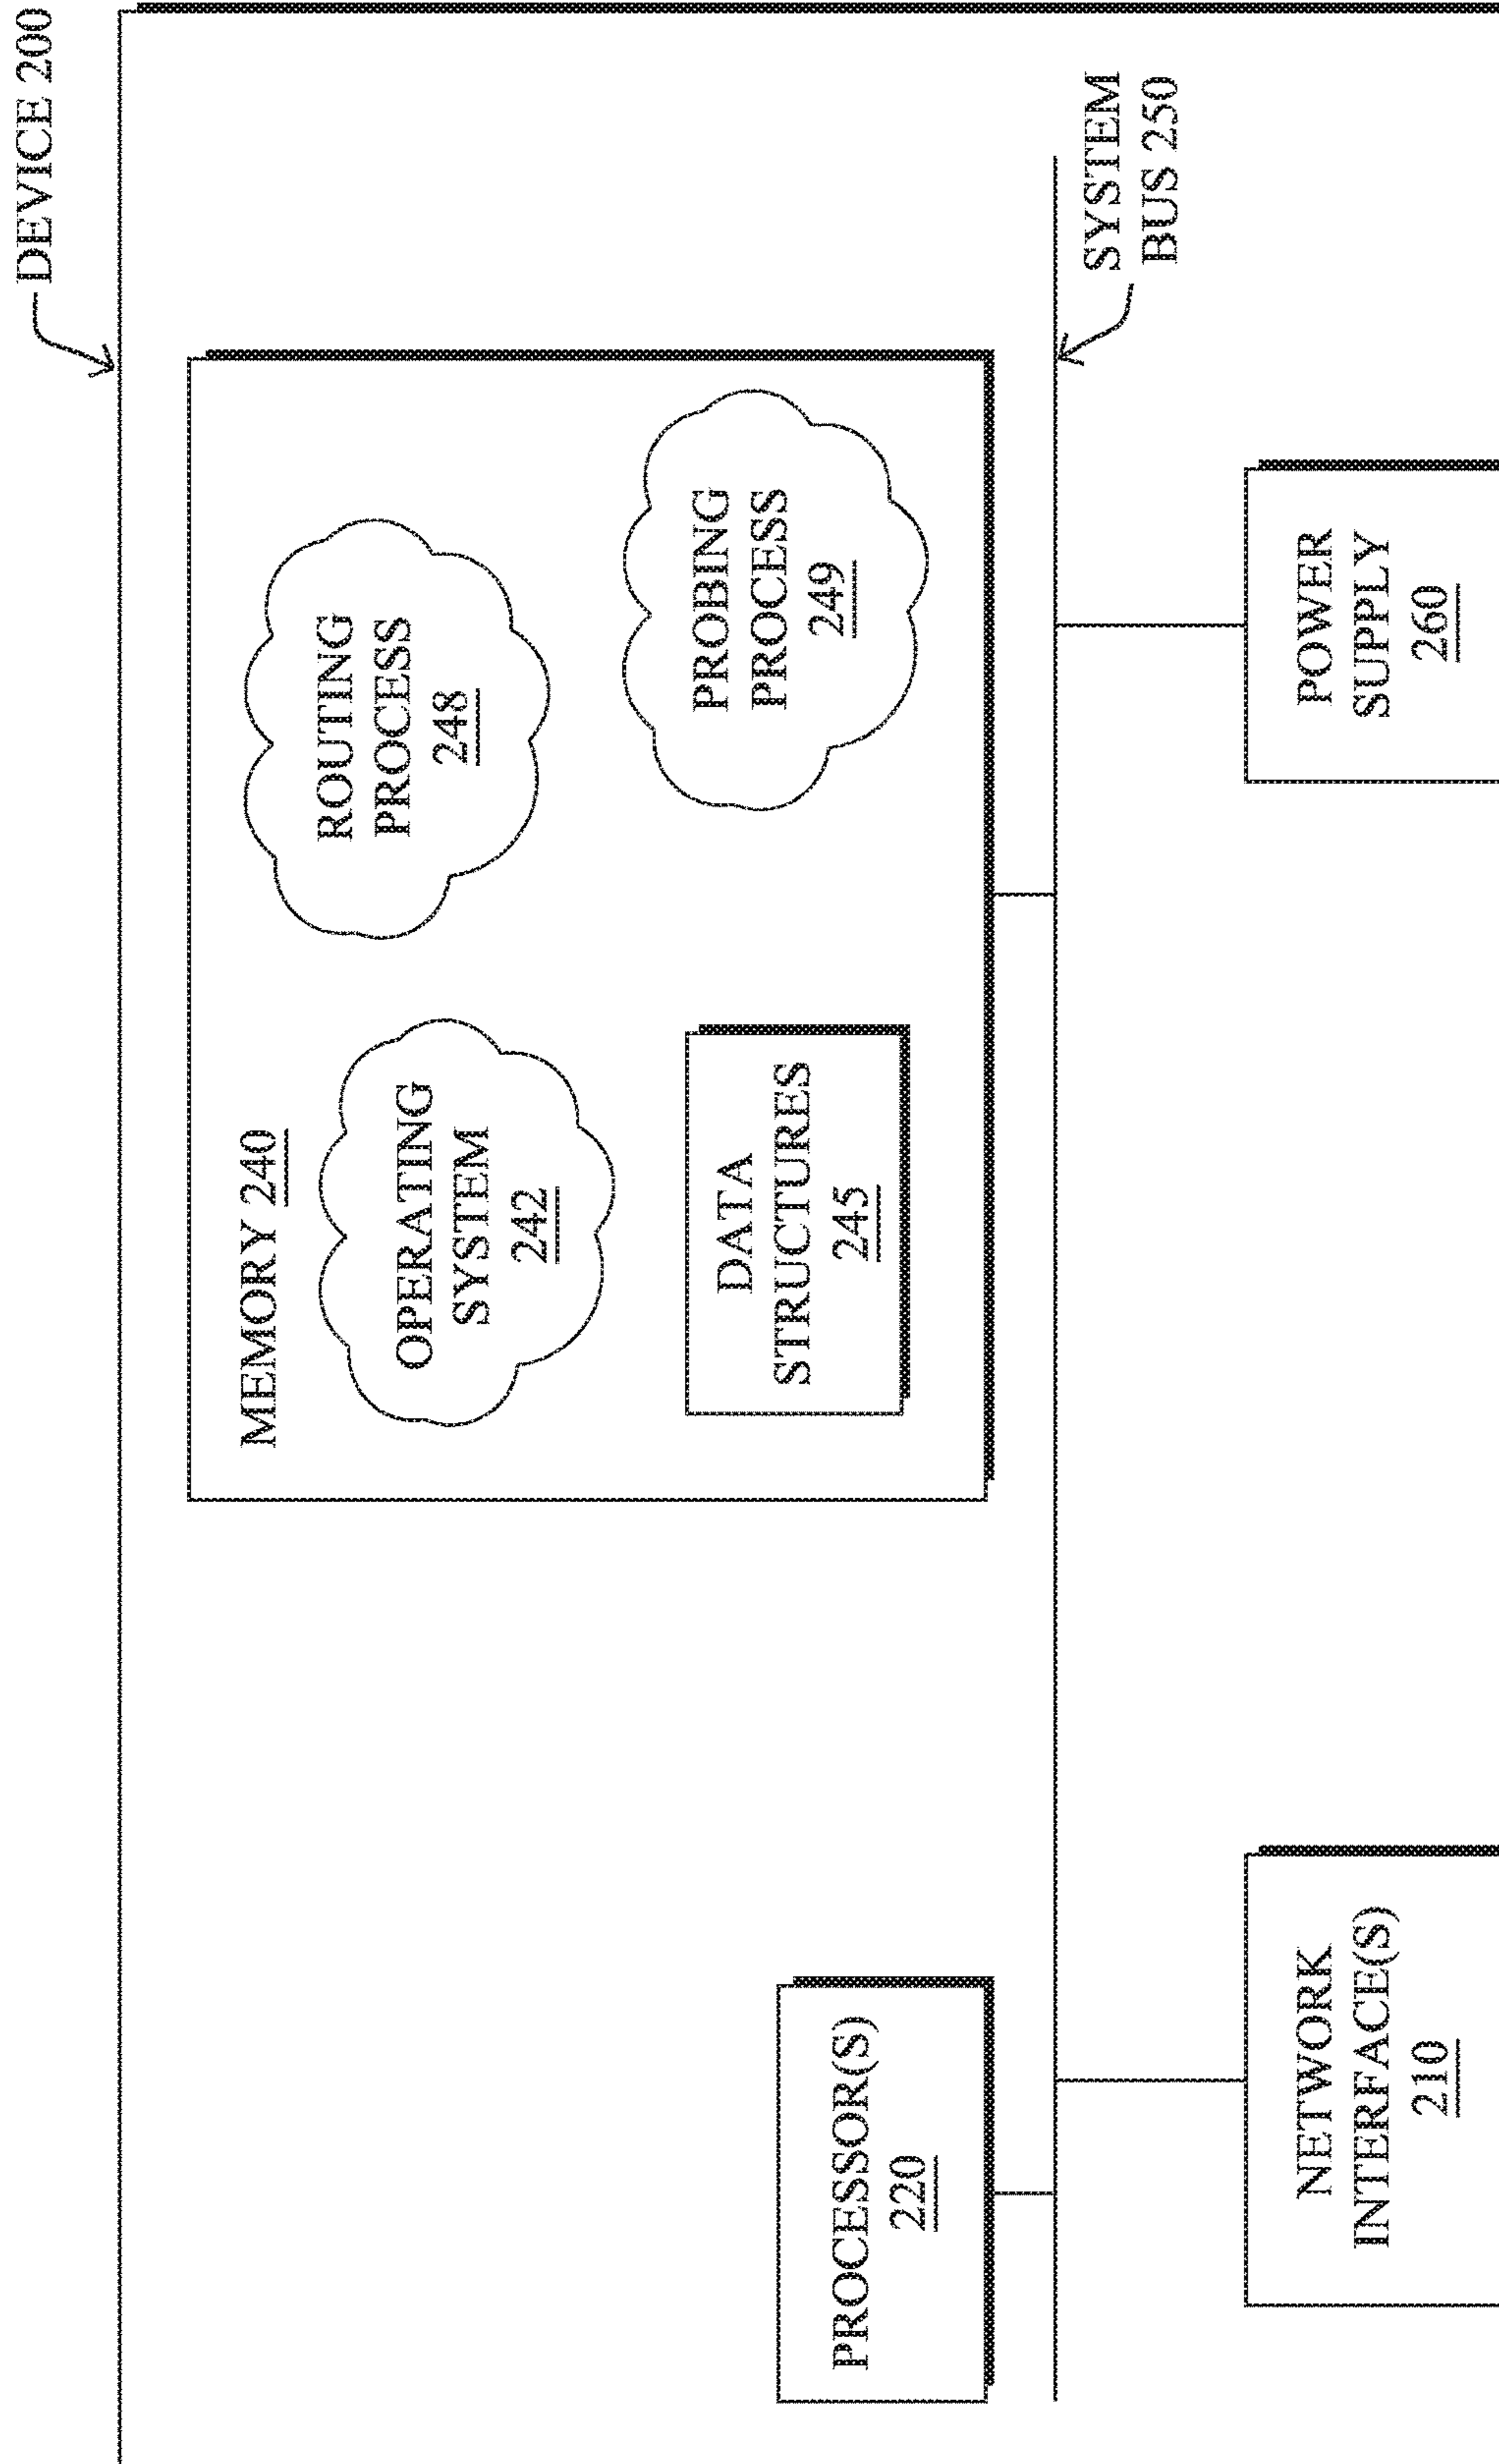 DEVICE 200
MEMORY 240
OPERATING
SYSTEM
242
ROUTING
PROCESS
248
DATA
STRUCTURES
245
PROBING
PROCESS
249
PROCESSOR(S)
220
SYSTEM
BUS 250
NETWORK
INTERFACE(S)
210
POWER
SUPPLY
260